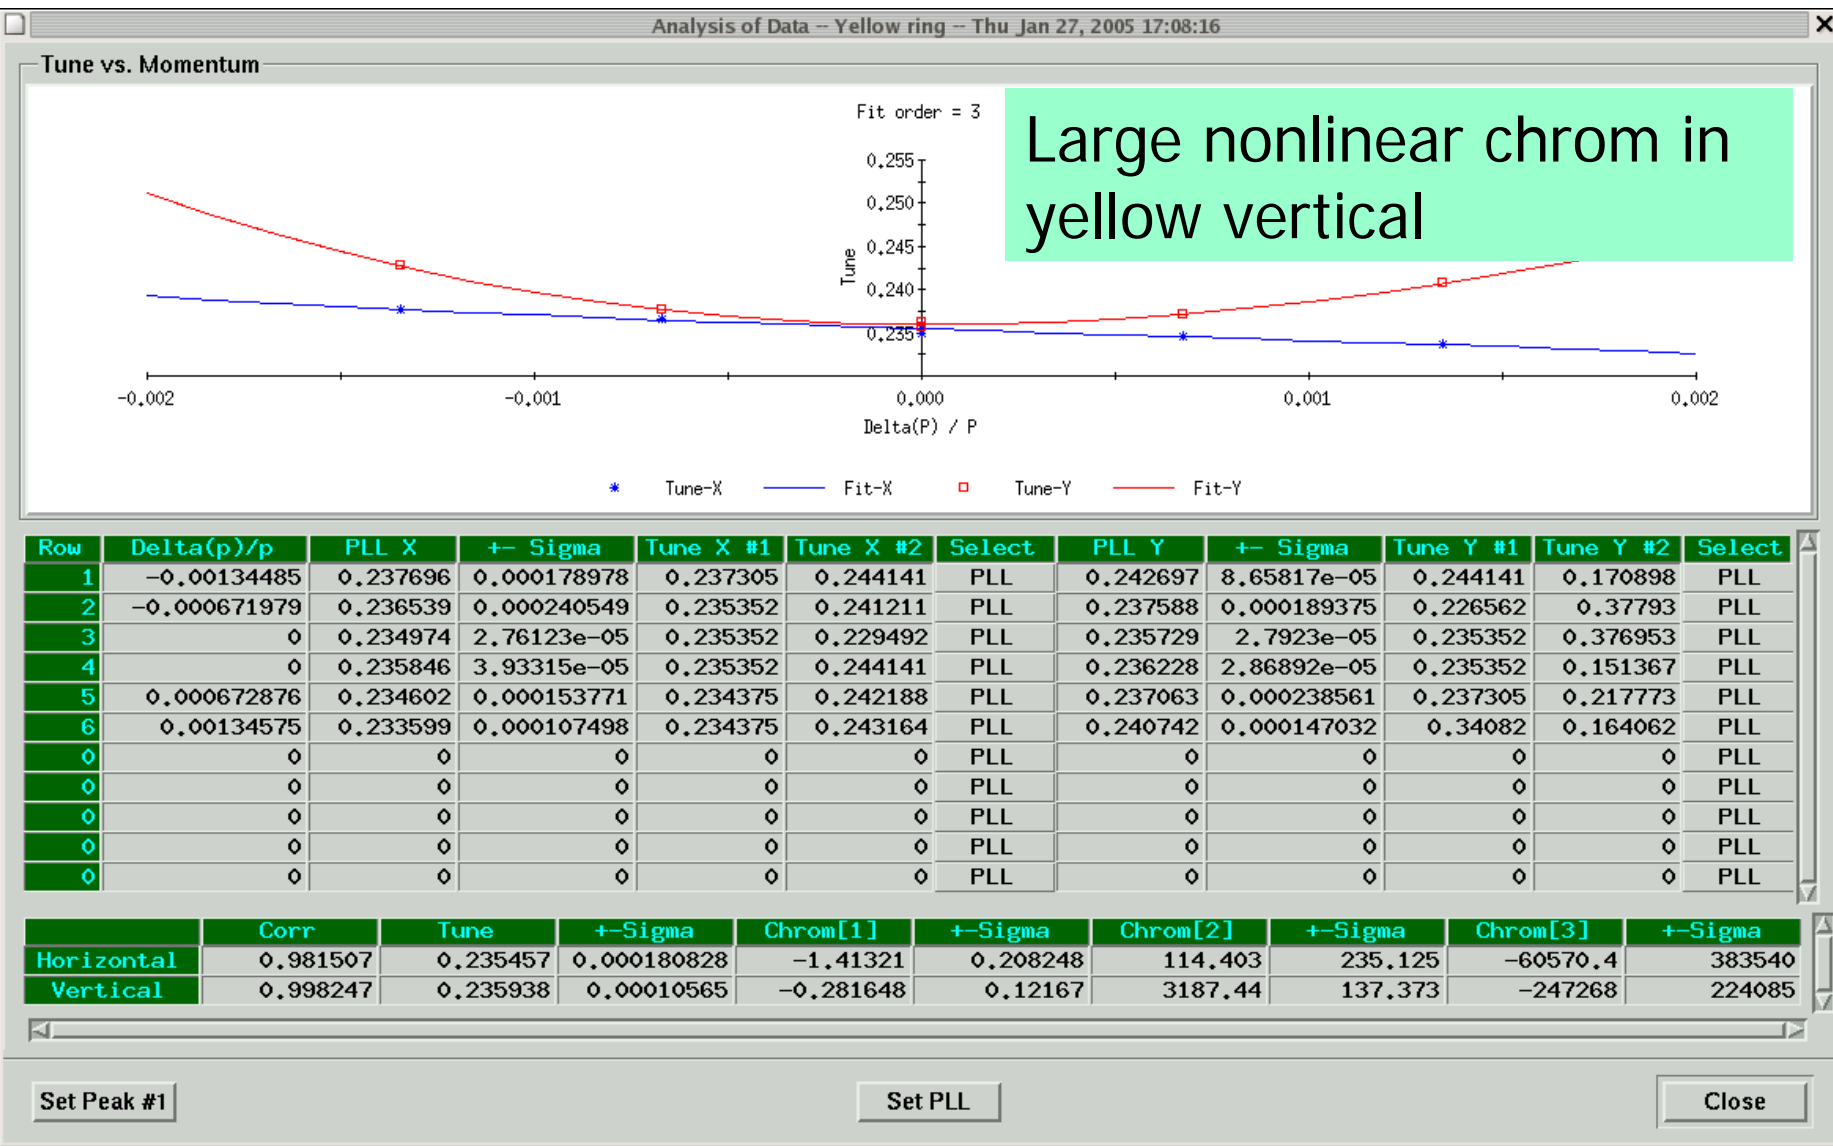 Analysis of Data -- Yellow ring -- Thu Jan 27, 2005 17:08:16
Tune vs. Momentum
Fit order = 3
Large nonlinear chrom in
yellow vertical
0.255
0.250
0.245
0.240
0.235
Tune
-0.002 -0.001 0.000 0.001 0.002
Delta(P) / P
Tune-X Fit-X Tune-Y Fit-Y
Row Delta(p)/p PLL X +- Sigma Tune X #1 Tune X #2 Select PLL Y +- Sigma Tune Y #1 Tune Y #2 Select
1 -0.00134485 0.237696 0.000178978 0.237305 0.244141 PLL 0.242697 8.65817e-05 0.244141 0.170898 PLL
2 -0.000671979 0.236539 0.000240549 0.235352 0.241211 PLL 0.237588 0.000189375 0.226562 0.37793 PLL
3 0 0.234974 2.76123e-05 0.235352 0.229492 PLL 0.235729 2.7923e-05 0.235352 0.376953 PLL
4 0 0.235846 3.93315e-05 0.235352 0.244141 PLL 0.236228 2.86892e-05 0.235352 0.151367 PLL
5 0.000672876 0.234602 0.000153771 0.234375 0.242188 PLL 0.237063 0.000238561 0.237305 0.217773 PLL
6 0.00134575 0.233599 0.000107498 0.234375 0.243164 PLL 0.240742 0.000147032 0.34082 0.164062 PLL
0 0 0 0 0 0 PLL 0 0 0 0 PLL
0 0 0 0 0 0 PLL 0 0 0 0 PLL
0 0 0 0 0 0 PLL 0 0 0 0 PLL
0 0 0 0 0 0 PLL 0 0 0 0 PLL
0 0 0 0 0 0 PLL 0 0 0 0 PLL
Corr Tune +-Sigma Chrom[1] +-Sigma Chrom[2] +-Sigma Chrom[3] +-Sigma
Horizontal 0.981507 0.235457 0.000180828 -1.41321 0.208248 114.403 235.125 -60570.4 383540
Vertical 0.998247 0.235938 0.00010565 -0.281648 0.12167 3187.44 137.373 -247268 224085
Set Peak #1 Set PLL Close